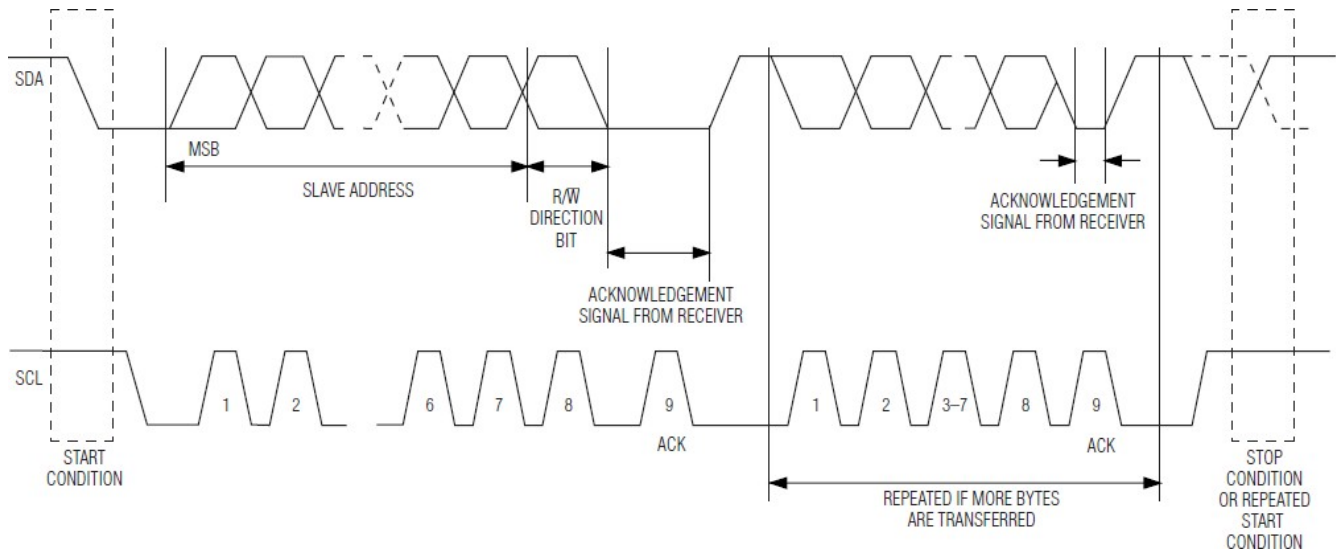 SDA
MSB
SLAVE ADDRESS
R/W̅
DIRECTION
BIT
ACKNOWLEDGEMENT
SIGNAL FROM RECEIVER
ACKNOWLEDGEMENT
SIGNAL FROM RECEIVER
SCL
1 2 6 7 8 9 1 2 3–7 8 9
ACK ACK
START
CONDITION
REPEATED IF MORE BYTES
ARE TRANSFERRED
STOP
CONDITION
OR REPEATED
START
CONDITION